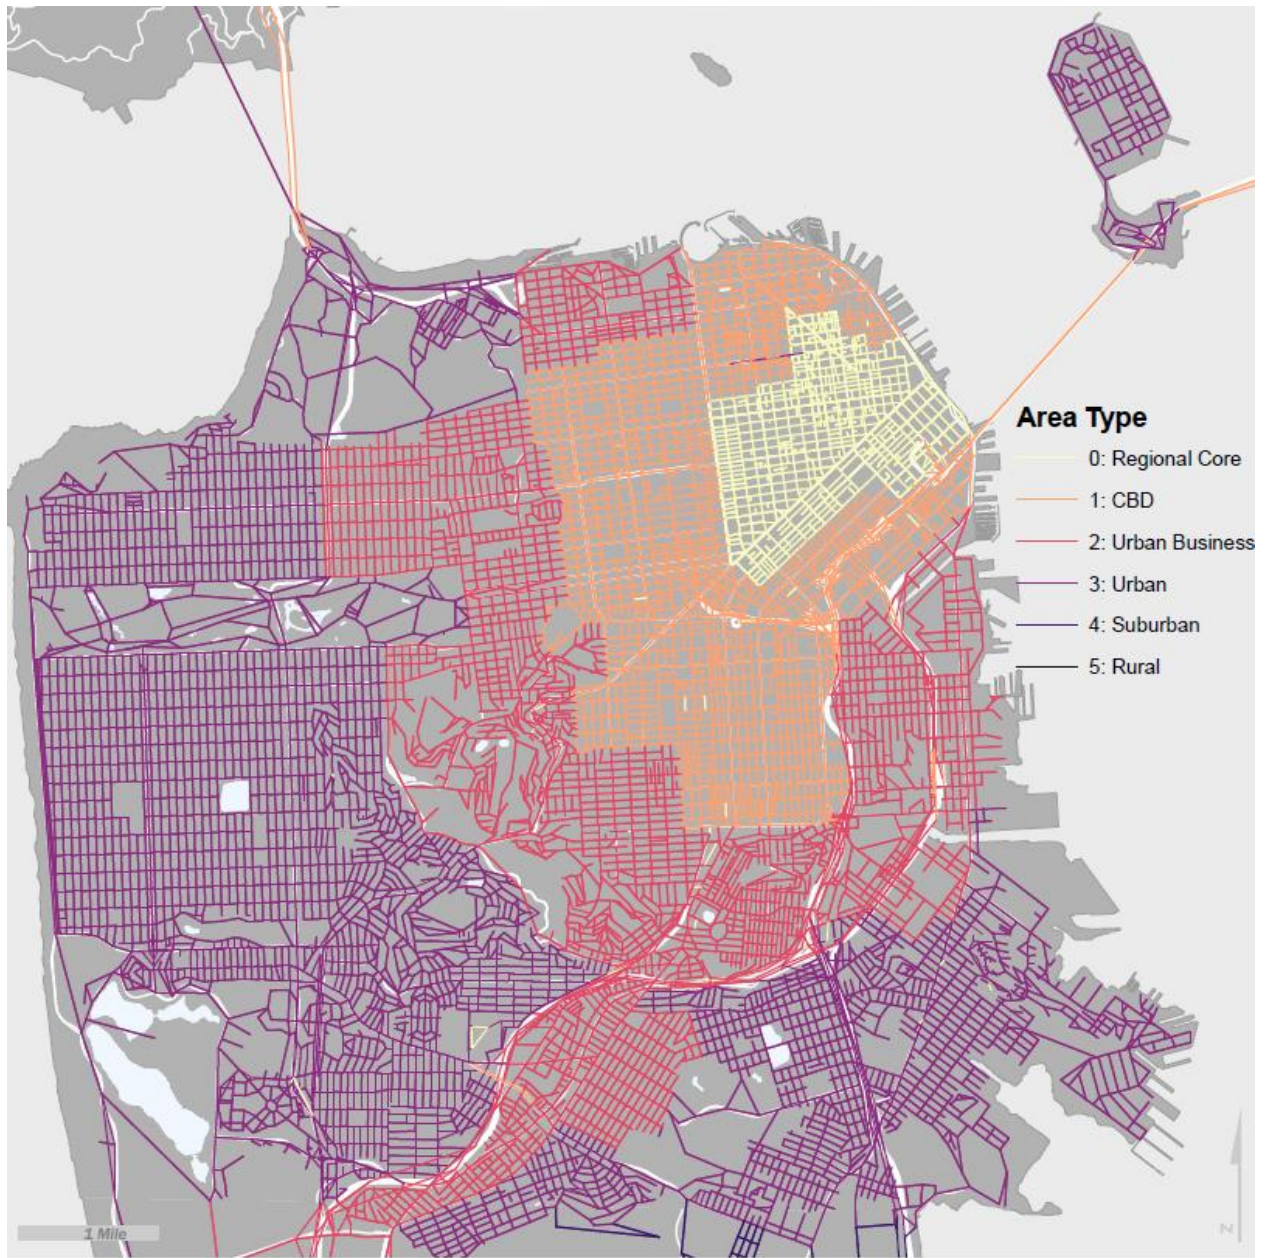 Area Type
0: Regional Core
1: CBD
2: Urban Business
3: Urban
4: Suburban
5: Rural
1 Mile
N